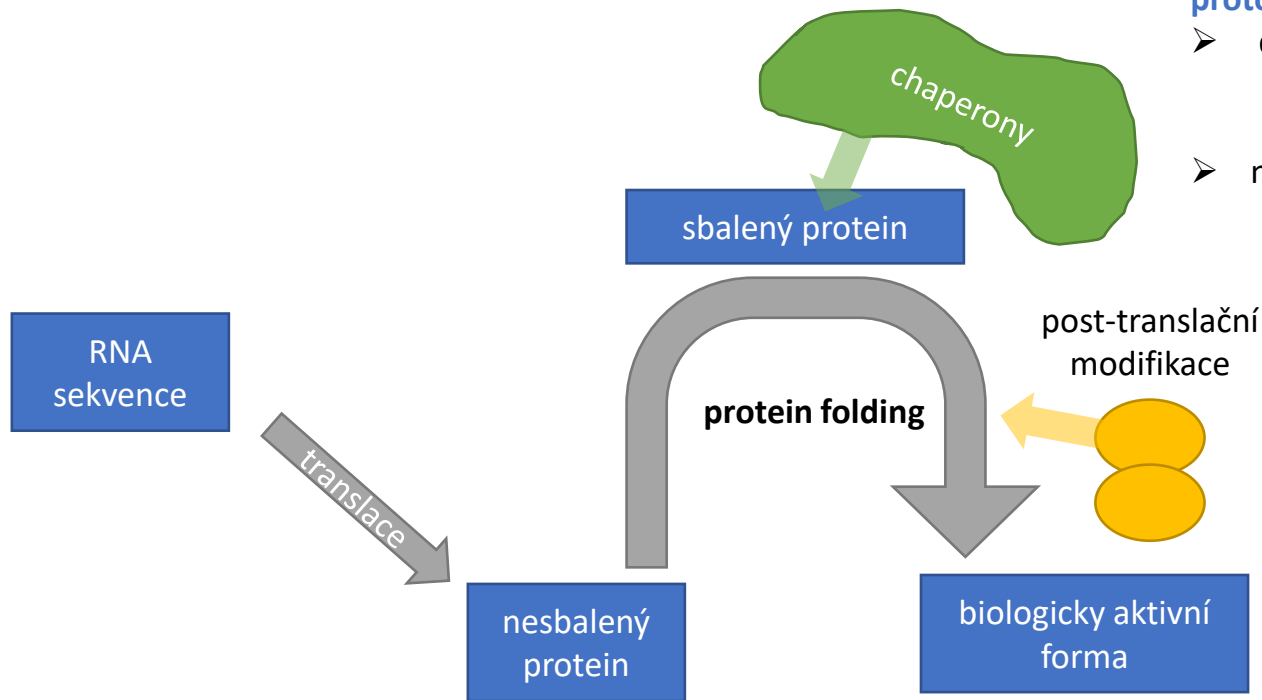 chaperony
sbalený protein
RNA
sekvence
post-translační
modifikace
protein folding
translace
nesbalený
protein
biologicky aktivní
forma